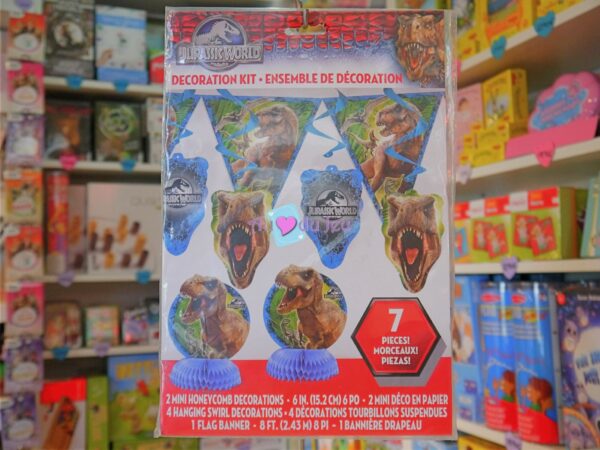 JURASSIC WORLD
DECORATION KIT • ENSEMBLE DE DÉCORATION
JURASSIC WORLD
du jeu
7
PIECES!
MORCEAUX!
PIEZAS!
2 MINI HONEYCOMB DECORATIONS • 6 IN. (15.2 CM) 6 PO • 2 MINI DÉCO EN PAPIER
4 HANGING SWIRL DECORATIONS • 4 DÉCORATIONS TOURBILLONS SUSPENDUES
1 FLAG BANNER • 8 FT. (2.43 M) 8 PI • 1 BANNIÈRE DRAPEAU